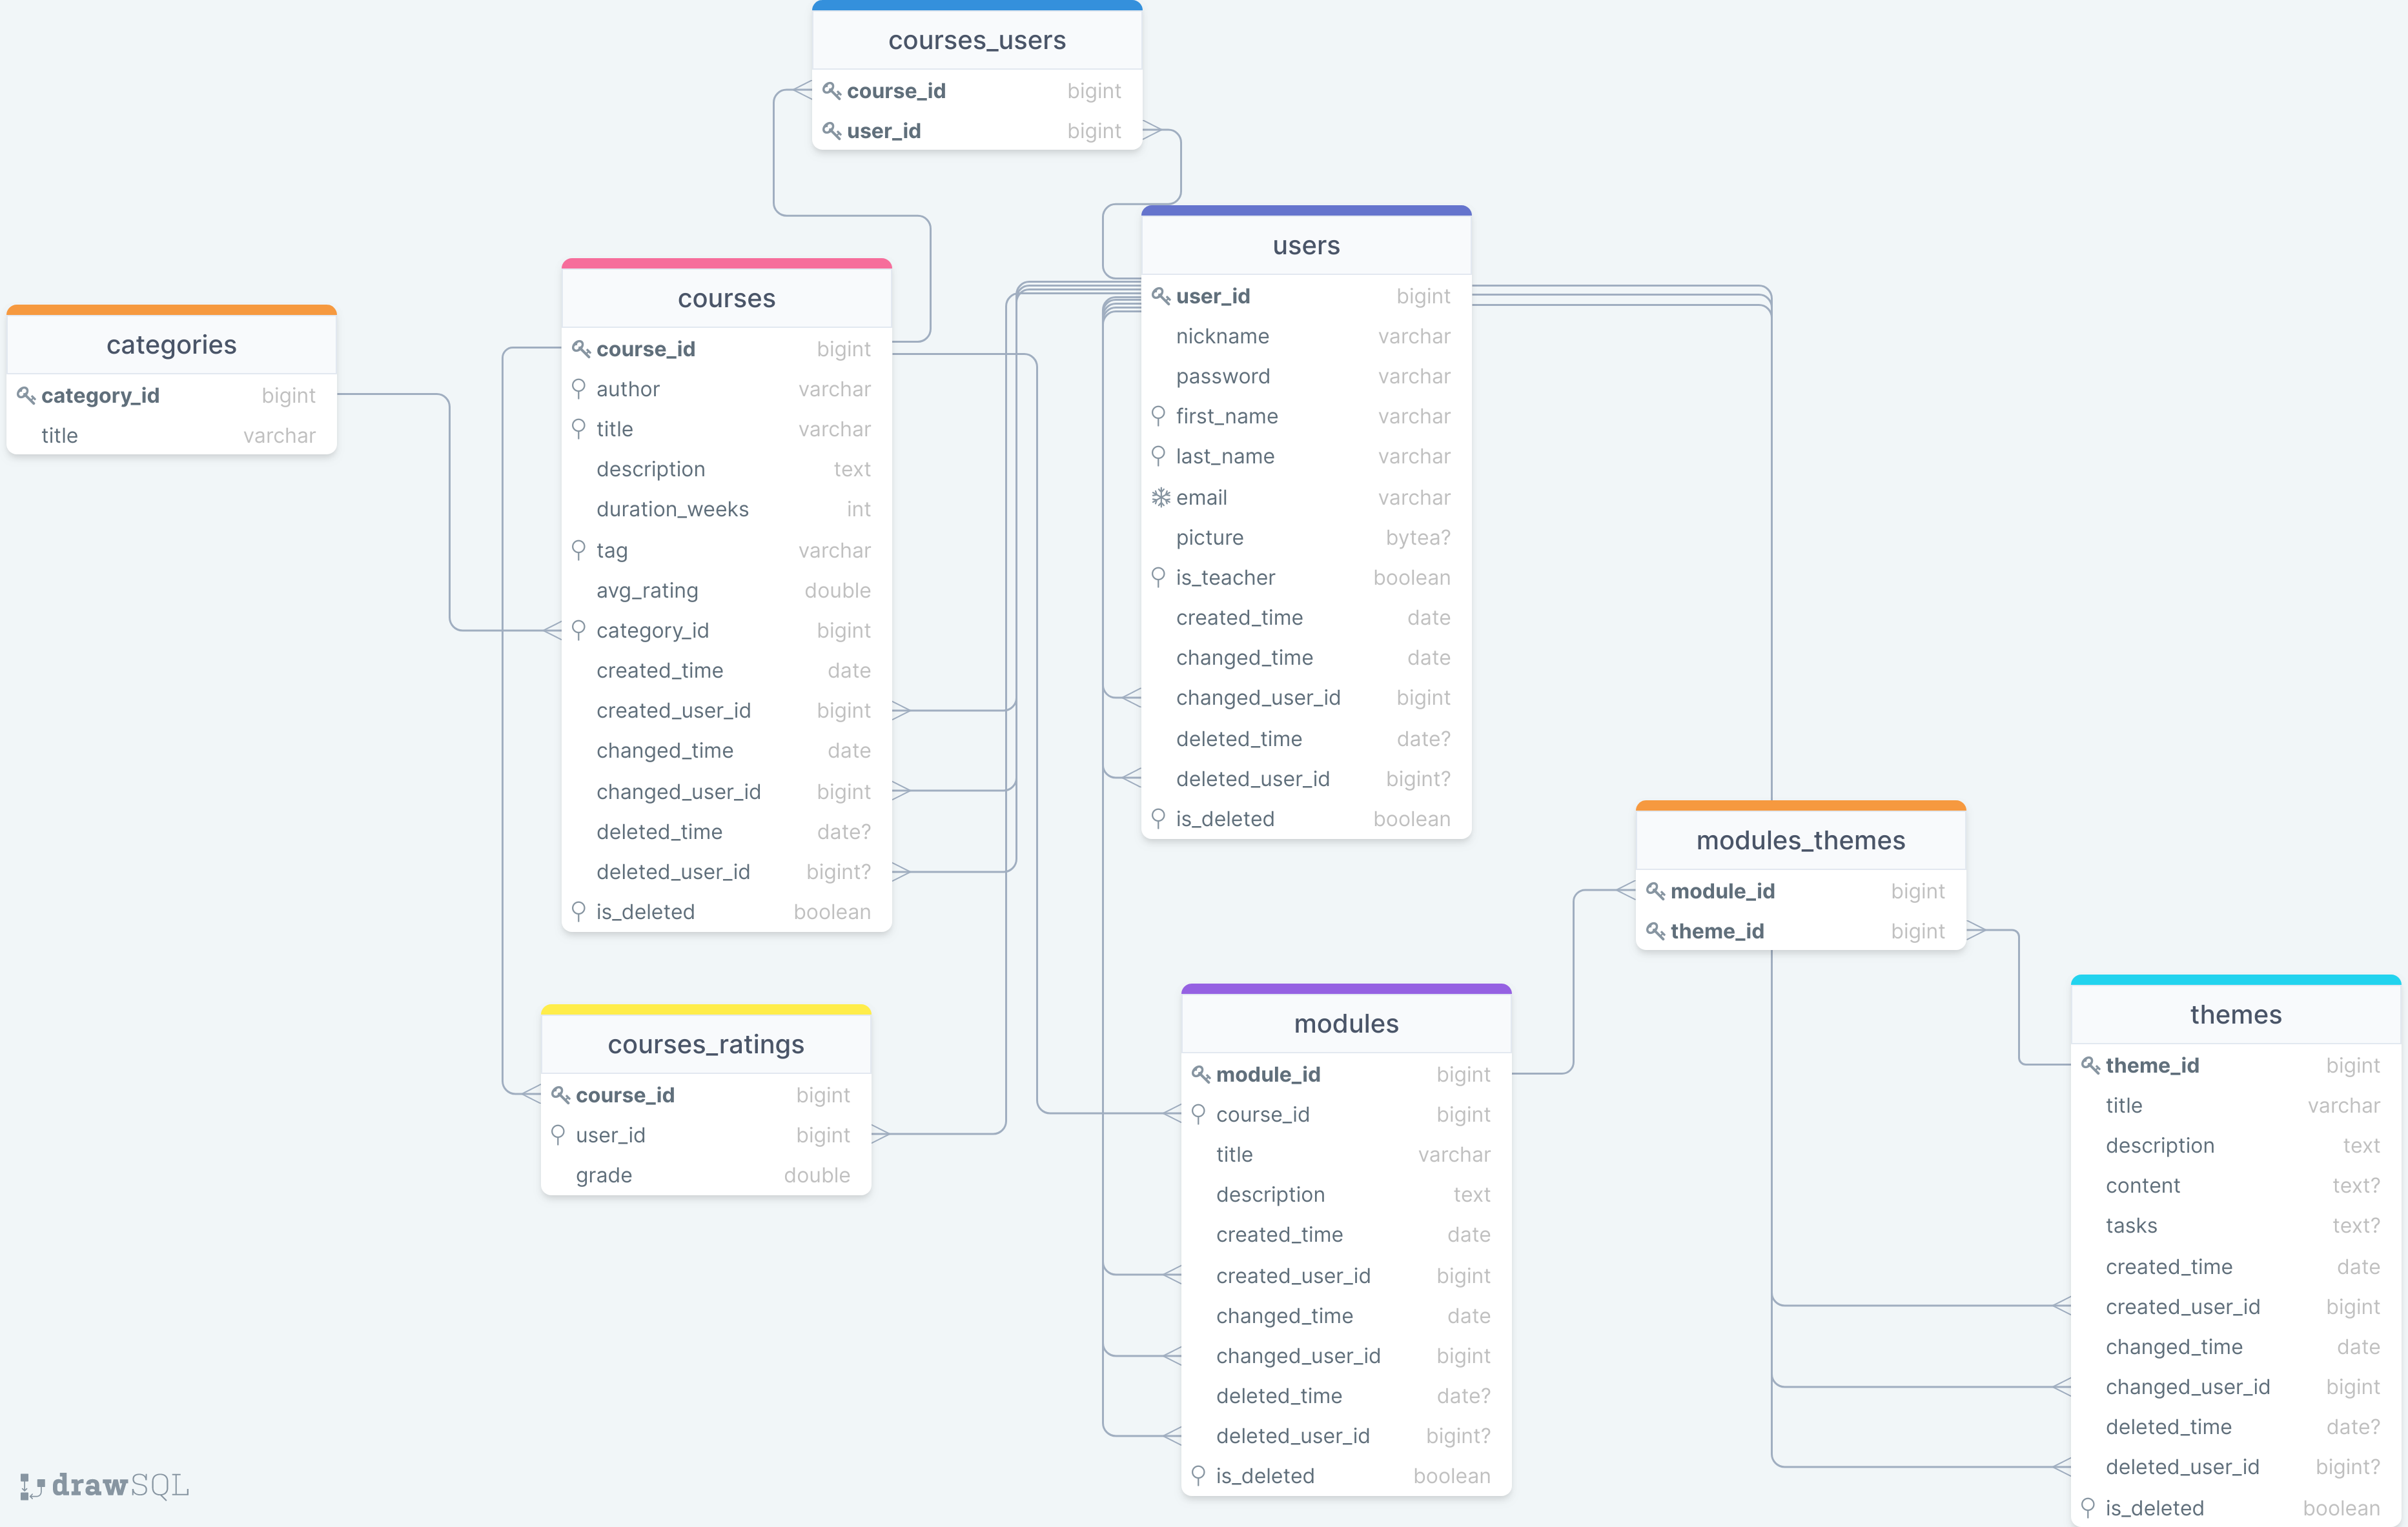 courses_users
course_id bigint
user_id bigint
users
user_id bigint
nickname varchar
password varchar
first_name varchar
last_name varchar
email varchar
picture bytea?
is_teacher boolean
created_time date
changed_time date
changed_user_id bigint
deleted_time date?
deleted_user_id bigint?
is_deleted boolean
courses
course_id bigint
author varchar
title varchar
description text
duration_weeks int
tag varchar
avg_rating double
category_id bigint
created_time date
created_user_id bigint
changed_time date
changed_user_id bigint
deleted_time date?
deleted_user_id bigint?
is_deleted boolean
categories
category_id bigint
title varchar
modules_themes
module_id bigint
theme_id bigint
themes
theme_id bigint
title varchar
description text
content text?
tasks text?
created_time date
created_user_id bigint
changed_time date
changed_user_id bigint
deleted_time date?
deleted_user_id bigint?
is_deleted boolean
modules
module_id bigint
course_id bigint
title varchar
description text
created_time date
created_user_id bigint
changed_time date
changed_user_id bigint
deleted_time date?
deleted_user_id bigint?
is_deleted boolean
courses_ratings
course_id bigint
user_id bigint
grade double
drawSQL